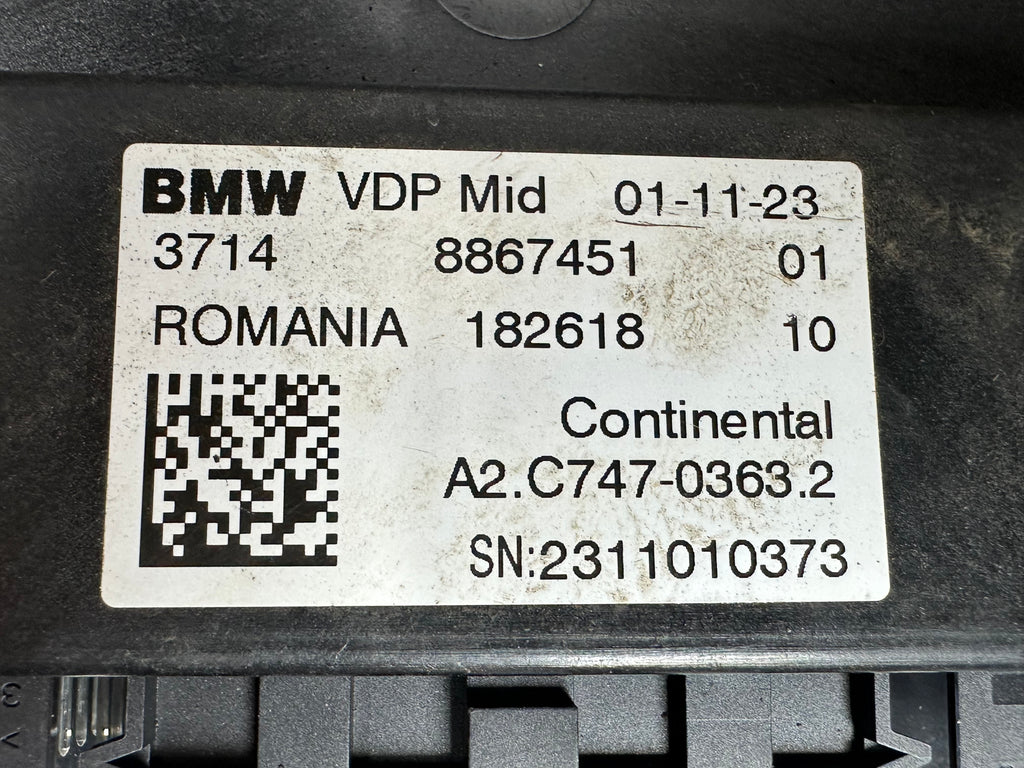 BMW VDP Mid 01-11-23
3714 8867451 01
ROMANIA 182618 10
Continental
A2.C747-0363.2
SN:2311010373
3 V